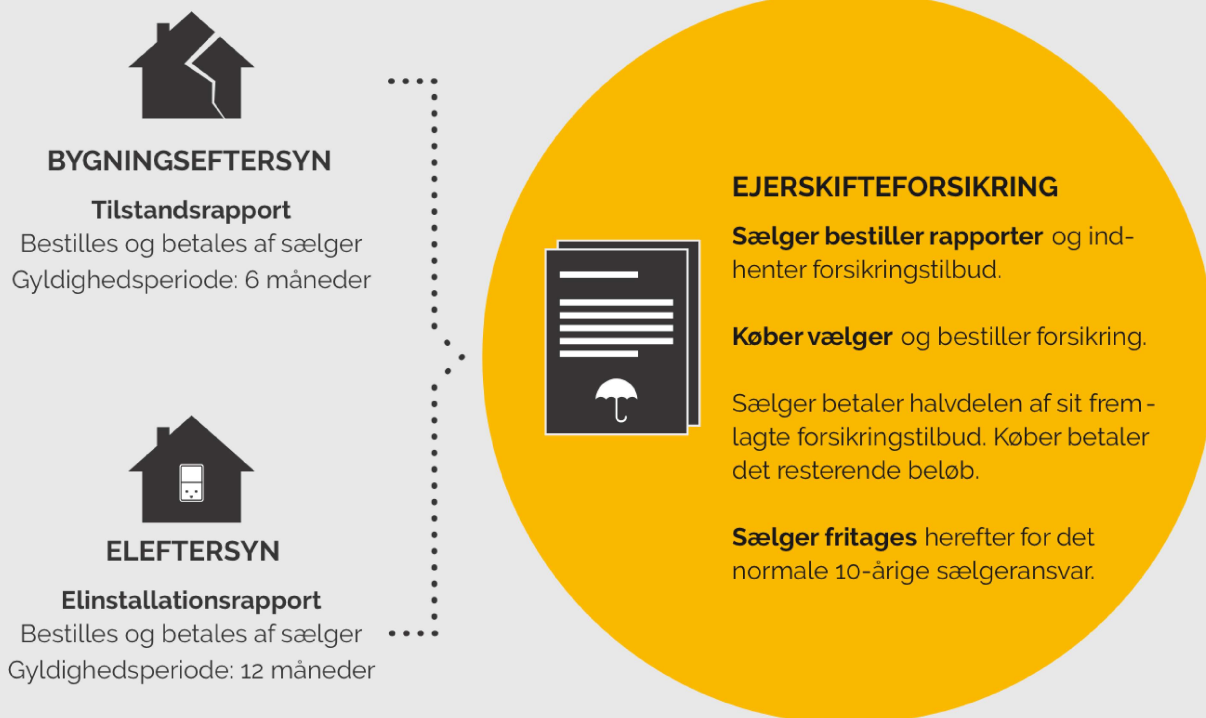 BYGNINGSEFTERSYN
Tilstandsrapport
Bestilles og betales af sælger
Gyldighedsperiode: 6 måneder
ELEFTERSYN
Elinstallationsrapport
Bestilles og betales af sælger
Gyldighedsperiode: 12 måneder
EJERSKIFTEFORSIKRING
Sælger bestiller rapporter og ind-
henter forsikringstilbud.
Køber vælger og bestiller forsikring.
Sælger betaler halvdelen af sit frem-
lagte forsikringstilbud. Køber betaler
det resterende beløb.
Sælger fritages herefter for det
normale 10-årige sælgeransvar.